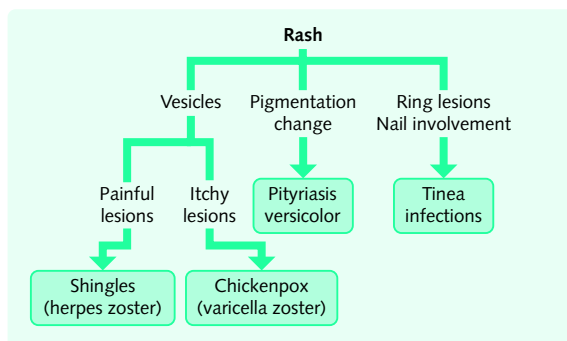 Rash
Vesicles
Pigmentation
change
Ring lesions
Nail involvement
Painful
lesions
Itchy
lesions
Pityriasis
versicolor
Tinea
infections
Shingles
(herpes zoster)
Chickenpox
(varicella zoster)